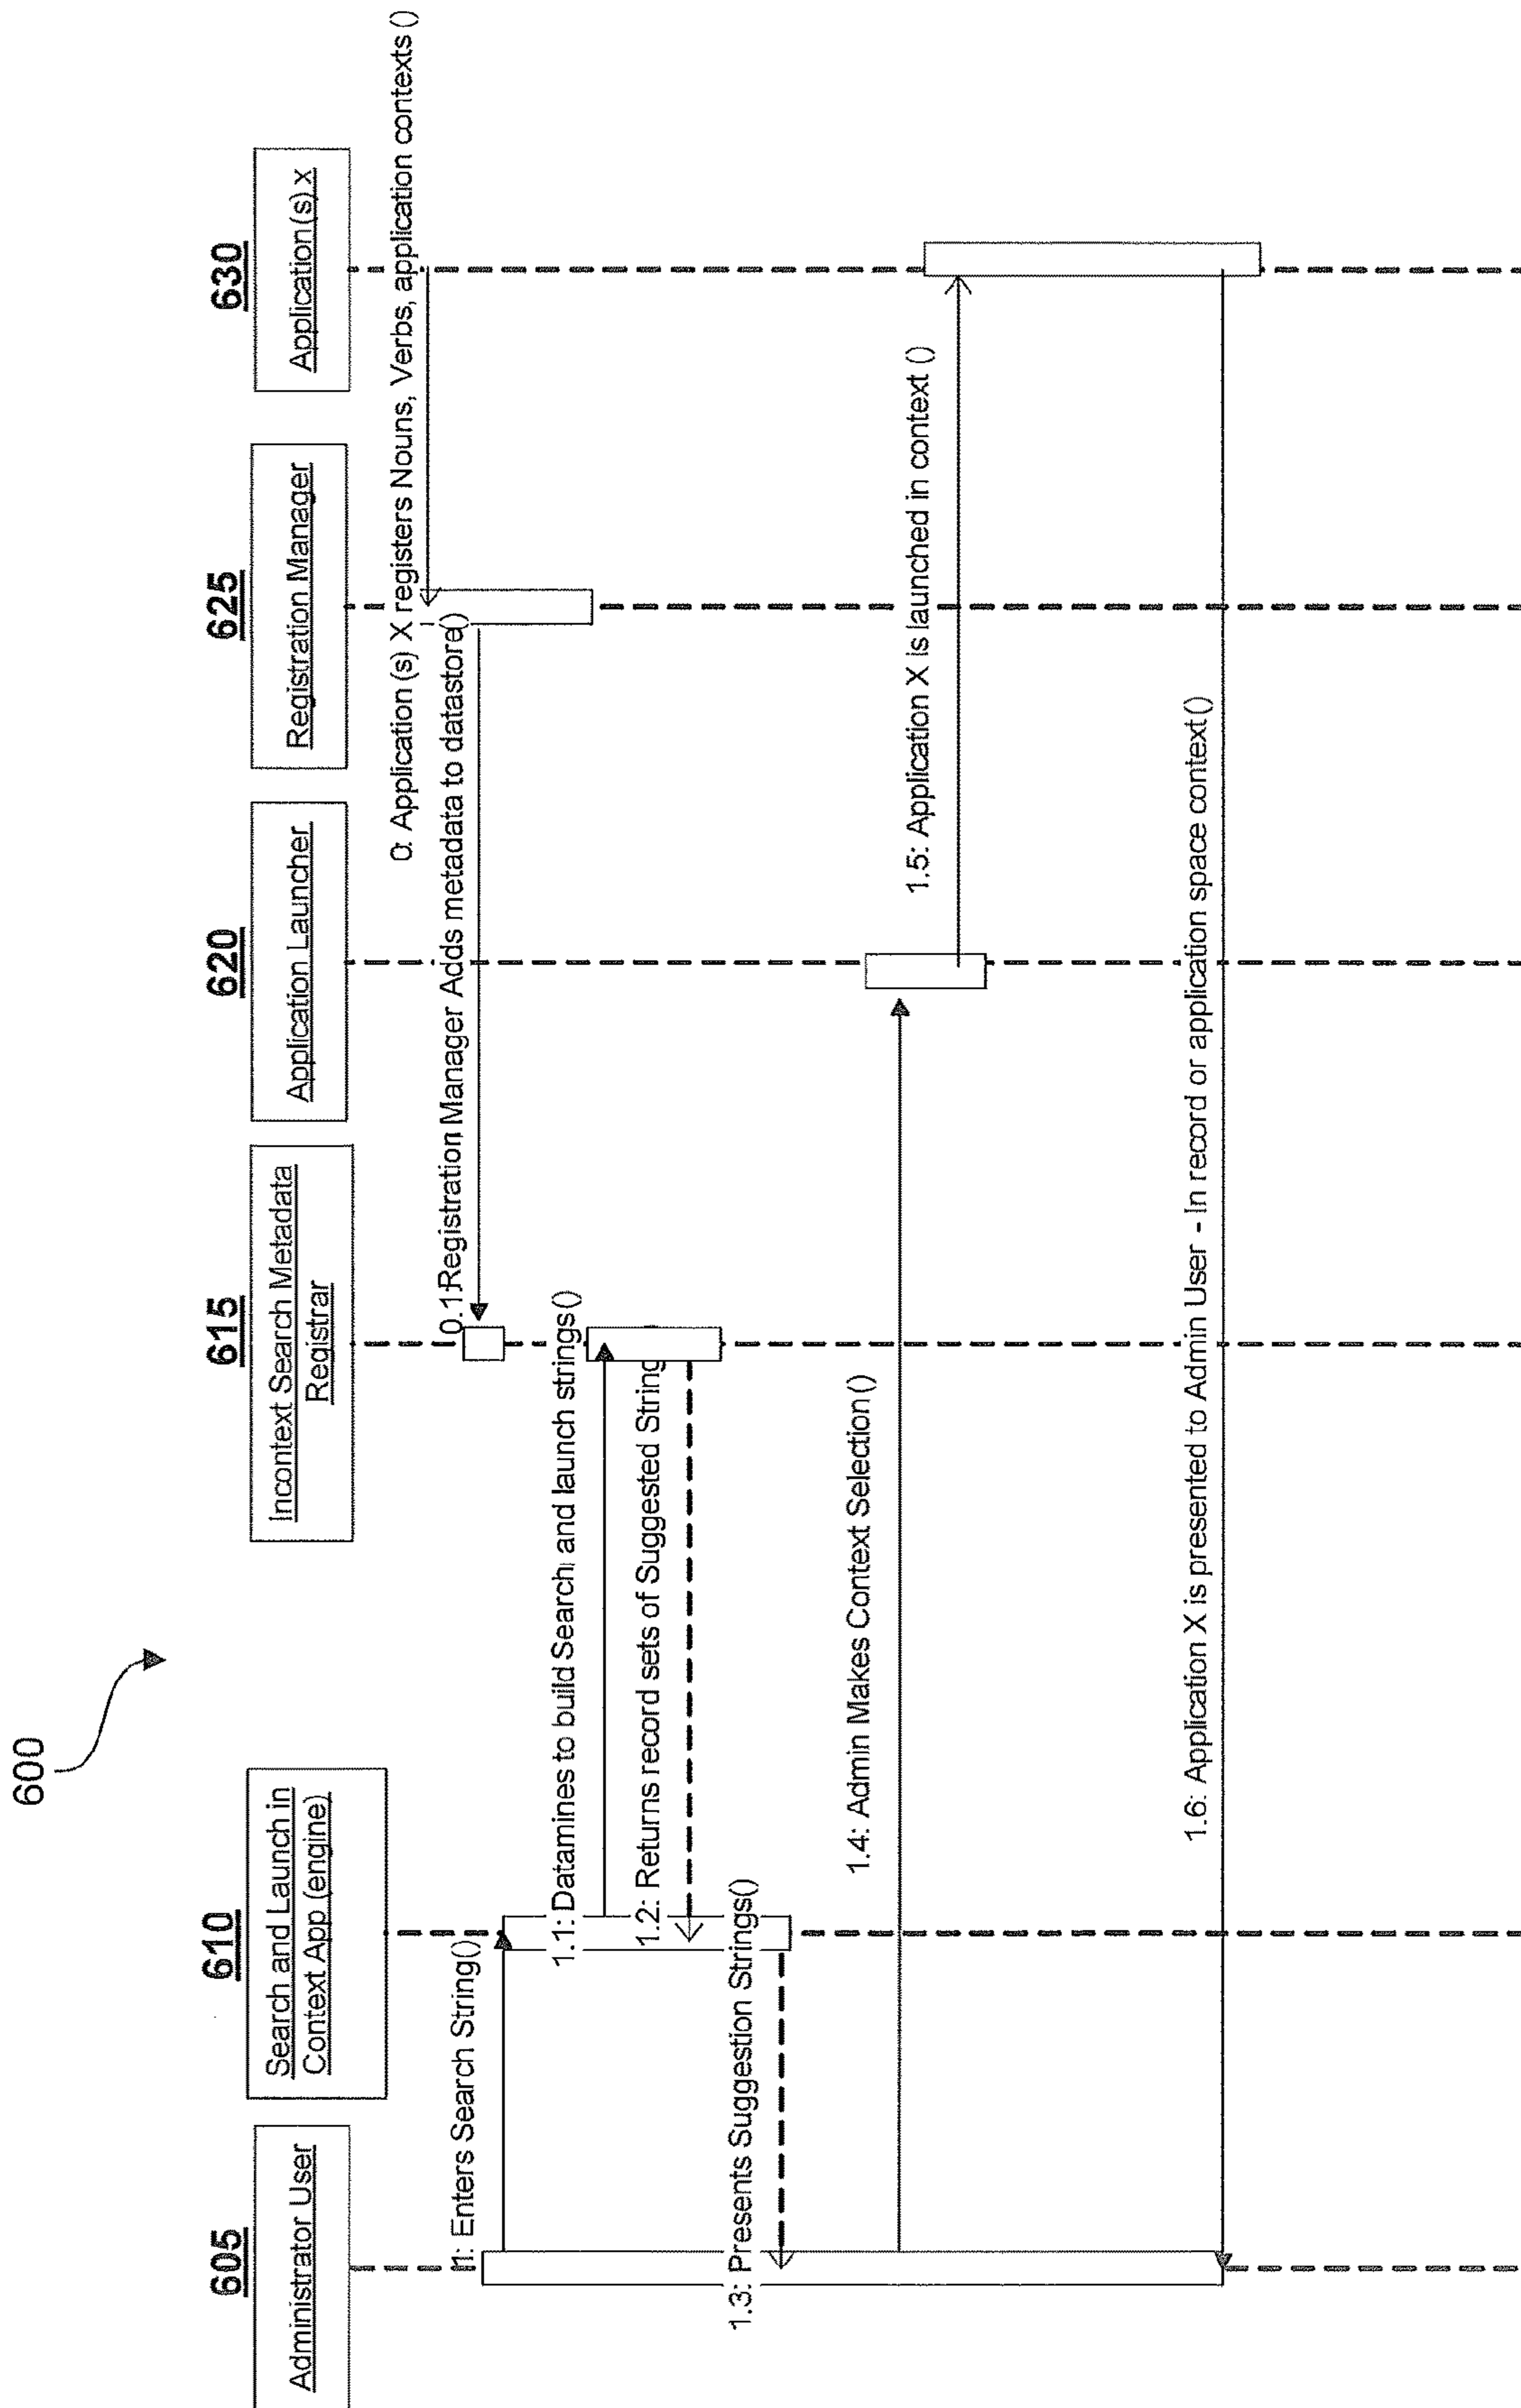 600
605
Administrator User
610
Search and Launch in
Context App (engine)
615
Incontext Search Metadata
Registrar
620
Application Launcher
625
Registration Manager
630
Application(s) x
0: Application (s) X registers Nouns, Verbs, application contexts ()
0.1:Registration Manager Adds metadata to datastore()
1: Enters Search String()
1.1: Datamines to build Search and launch strings()
1.2: Returns record sets of Suggested String
1.3: Presents Suggestion Strings()
1.4: Admin Makes Context Selection()
1.5: Application X is launched in context ()
1.6: Application X is presented to Admin User - In record or application space context()